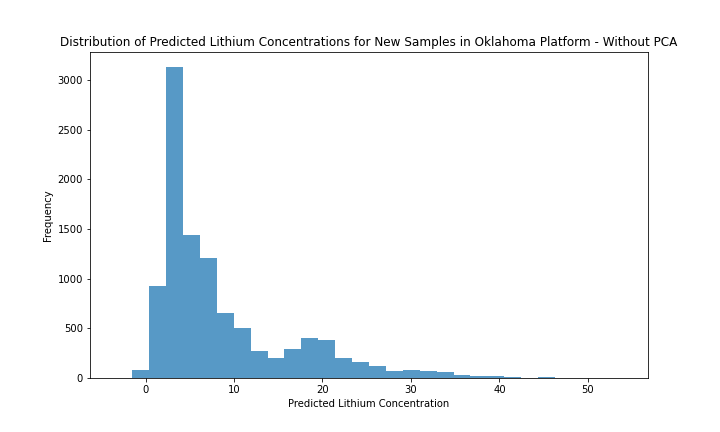 Distribution of Predicted Lithium Concentrations for New Samples in Oklahoma Platform - Without PCA
3000
2500
2000
1500
1000
500
0
Frequency
0 10 20 30 40 50
Predicted Lithium Concentration